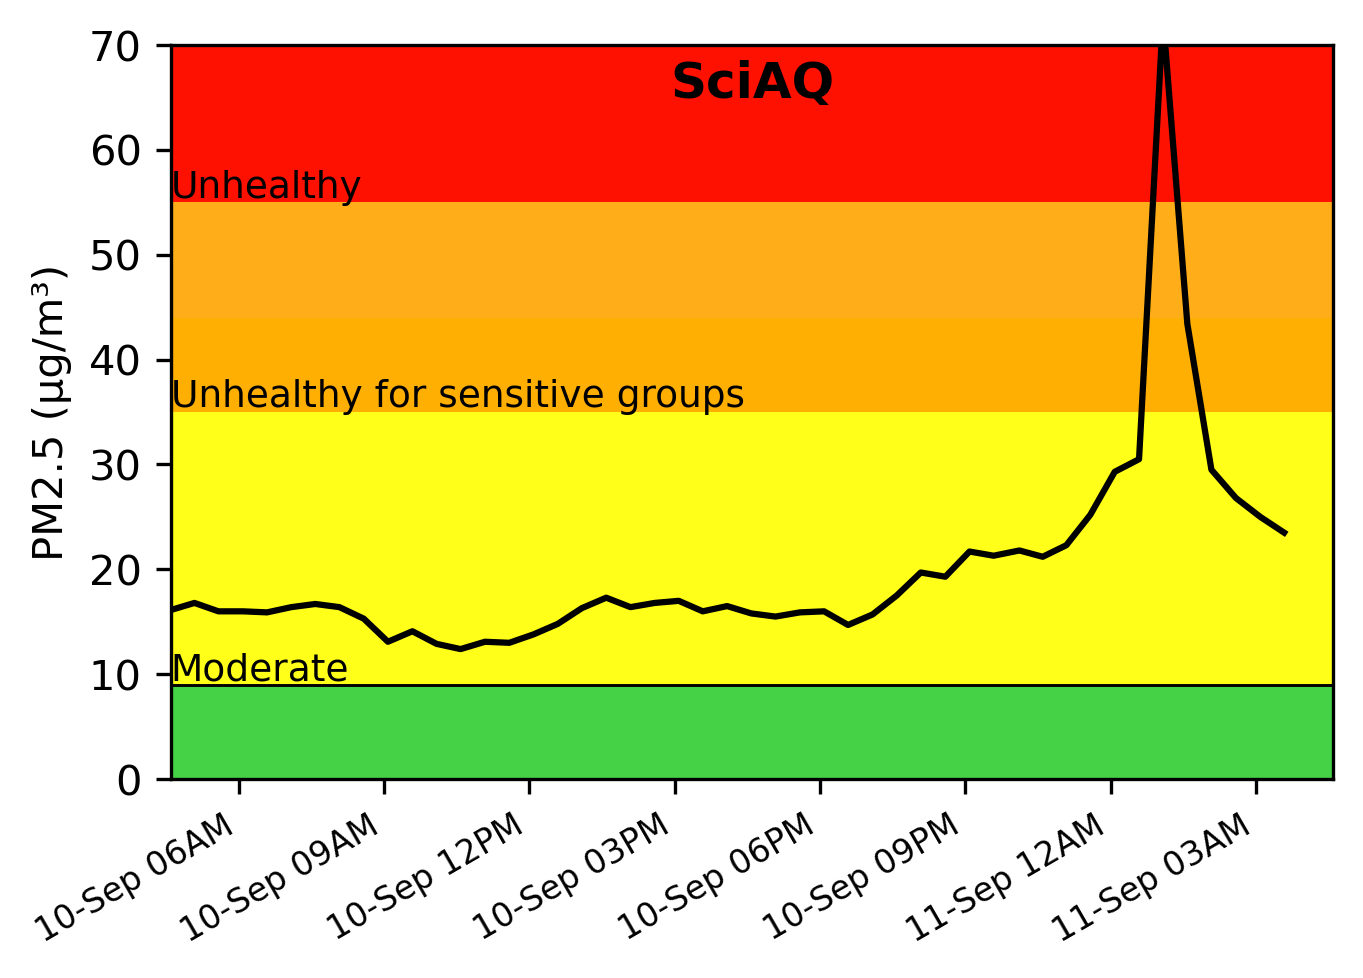 SciAQ
PM2.5 (µg/m³)
70
60
50
40
30
20
10
0
Unhealthy
Unhealthy for sensitive groups
Moderate
10-Sep 06AM
10-Sep 09AM
10-Sep 12PM
10-Sep 03PM
10-Sep 06PM
10-Sep 09PM
11-Sep 12AM
11-Sep 03AM